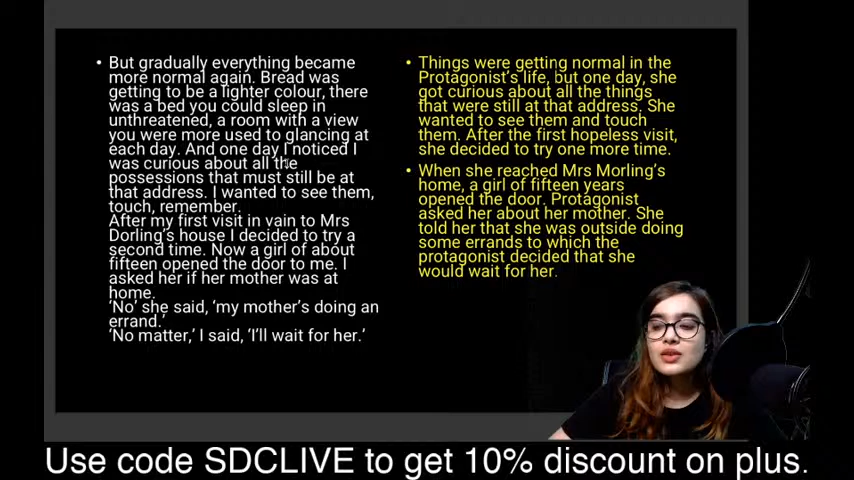 • But gradually everything became
more normal again. Bread was
getting to be a lighter colour, there
was a bed you could sleep in
unthreatened, a room with a view
you were more used to glancing at
each day. And one day I noticed I
was curious about all the
possessions that must still be at
that address. I wanted to see them,
touch, remember.
After my first visit in vain to Mrs
Dorling's house I decided to try a
second time. Now a girl of about
fifteen opened the door to me. I
asked her if her mother was at
home.
'No' she said, 'my mother's doing an
errand.'
'No matter,' I said, 'I'll wait for her.'
• Things were getting normal in the
Protagonist's life, but one day, she
got curious about all the things
that were still at that address. She
wanted to see them and touch
them. After the first hopeless visit,
she decided to try one more time.
• When she reached Mrs Morling's
home, a girl of fifteen years
opened the door. Protagonist
asked her about her mother. She
told her that she was outside doing
some errands to which the
protagonist decided that she
would wait for her.
Use code SDCLIVE to get 10% discount on plus.